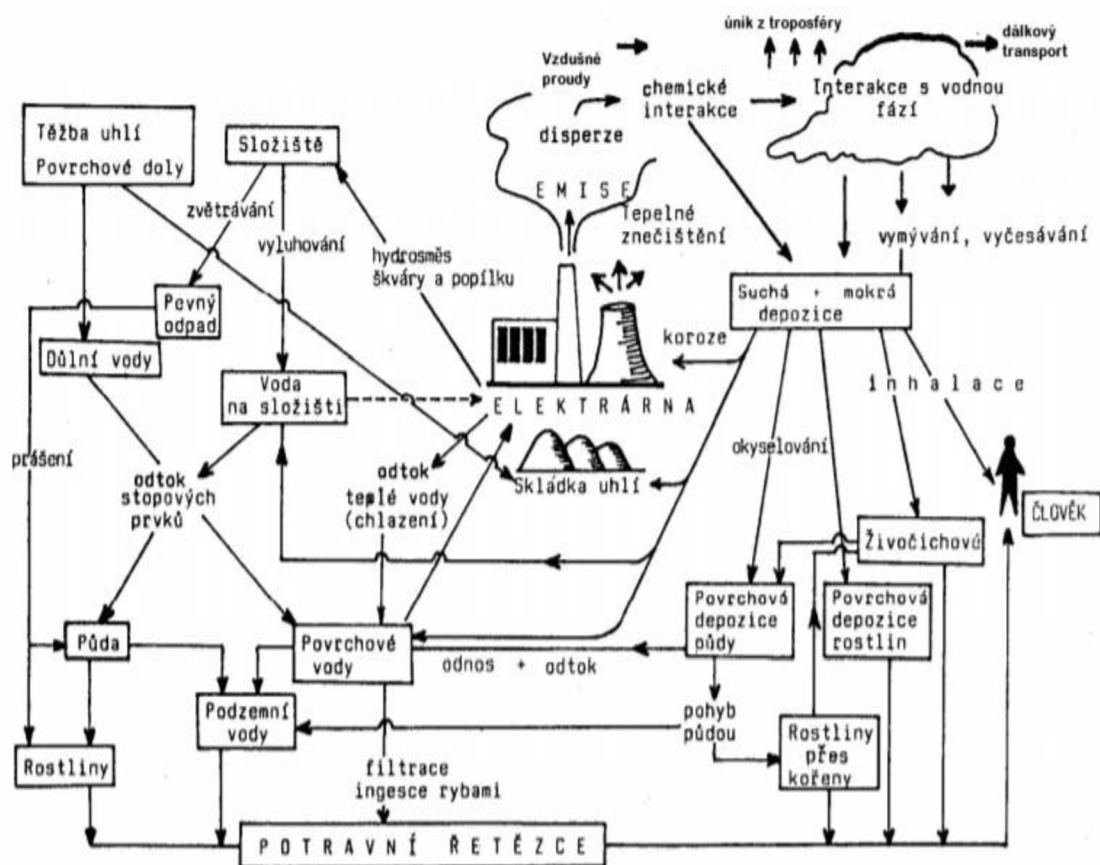 únik z troposféry
dálkový
transport
Vzdušné
proudy
chemické
interakce
Interakce s vodnou
fází
disperze
Těžba uhlí
Povrchové doly
Složiště
EMISE
Tepelné
znečištění
zvětrávání
vyluhování
hydrosměs
škváry a popílku
vymývání, vyčesávání
Pevný
odpad
Suchá + mokrá
depozice
Důlní vody
koroze
Voda
na složišti
inhalace
ELEKTRÁRNA
prášení
okyselování
odtok
stopových
prvků
odtok
teplé vody
(chlazení)
Skládka uhlí
ČLOVĚK
Živočichové
Půda
Povrchové
vody
Povrchová
depozice
půdy
Povrchová
depozice
rostlin
odnos + odtok
Podzemní
vody
pohyb
půdou
Rostliny
přes
kořeny
Rostliny
filtrace
ingesce rybami
POTRAVNÍ ŘETĚZCE